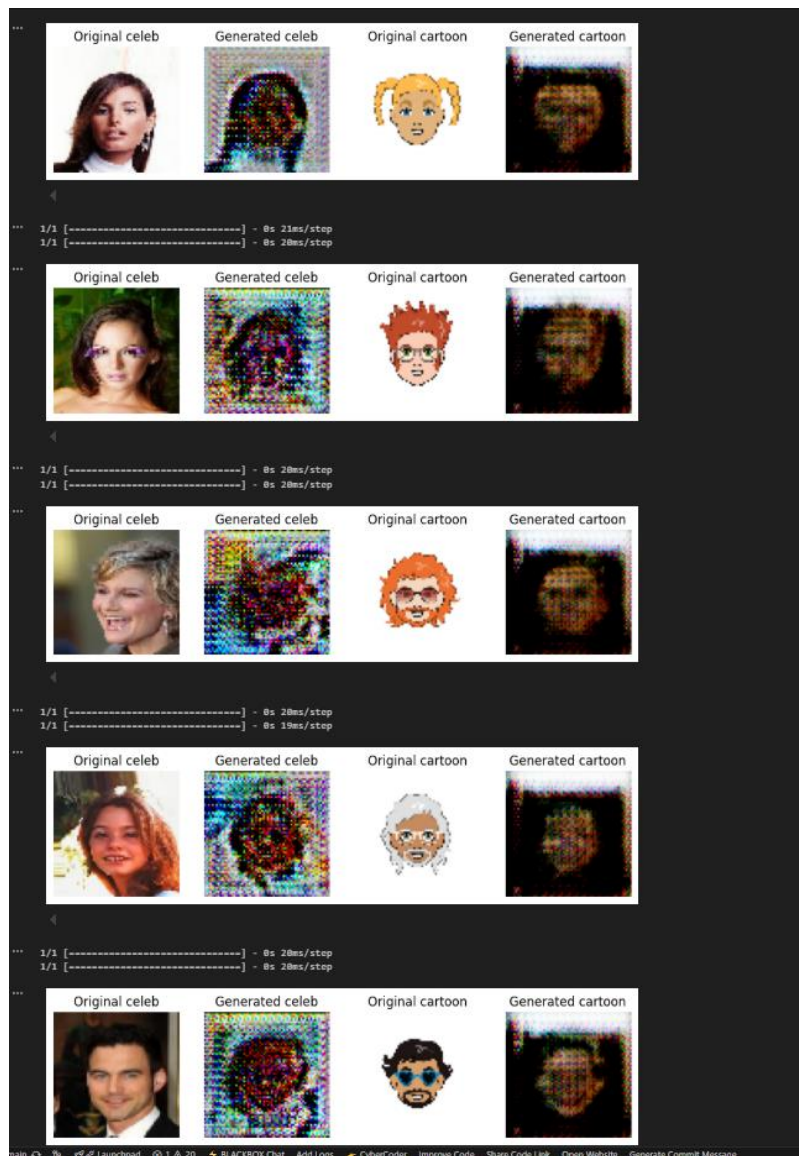 Original celeb Generated celeb Original cartoon Generated cartoon
1/1 [==============================] - 0s 21ms/step
1/1 [==============================] - 0s 20ms/step
Original celeb Generated celeb Original cartoon Generated cartoon
1/1 [==============================] - 0s 20ms/step
1/1 [==============================] - 0s 20ms/step
Original celeb Generated celeb Original cartoon Generated cartoon
1/1 [==============================] - 0s 20ms/step
1/1 [==============================] - 0s 19ms/step
Original celeb Generated celeb Original cartoon Generated cartoon
1/1 [==============================] - 0s 20ms/step
1/1 [==============================] - 0s 20ms/step
Original celeb Generated celeb Original cartoon Generated cartoon
main Launchpad 1 20 BLACKBOX Chat Add Logs CyberCoder Improve Code Share Code Link Open Website Generate Commit Message